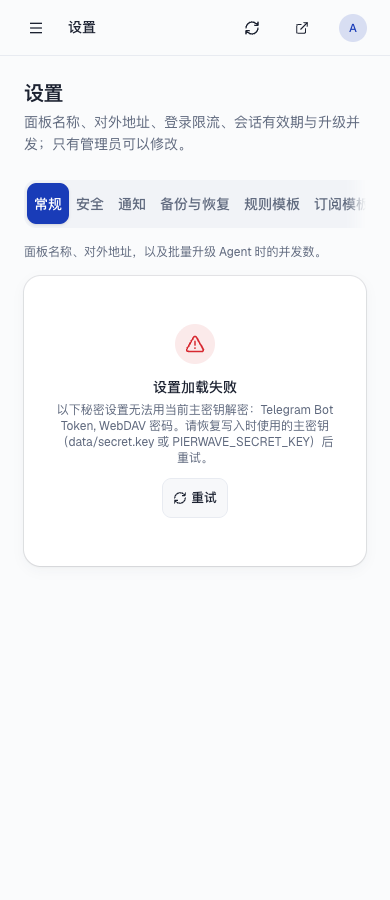 设置
A
设置
面板名称、对外地址、登录限流、会话有效期与升级并
发；只有管理员可以修改。
常规 安全 通知 备份与恢复 规则模板 订阅模板
面板名称、对外地址，以及批量升级 Agent 时的并发数。
设置加载失败
以下秘密设置无法用当前主密钥解密：Telegram Bot
Token, WebDAV 密码。请恢复写入时使用的主密钥
（data/secret.key 或 PIERWAVE_SECRET_KEY）后
重试。
重试